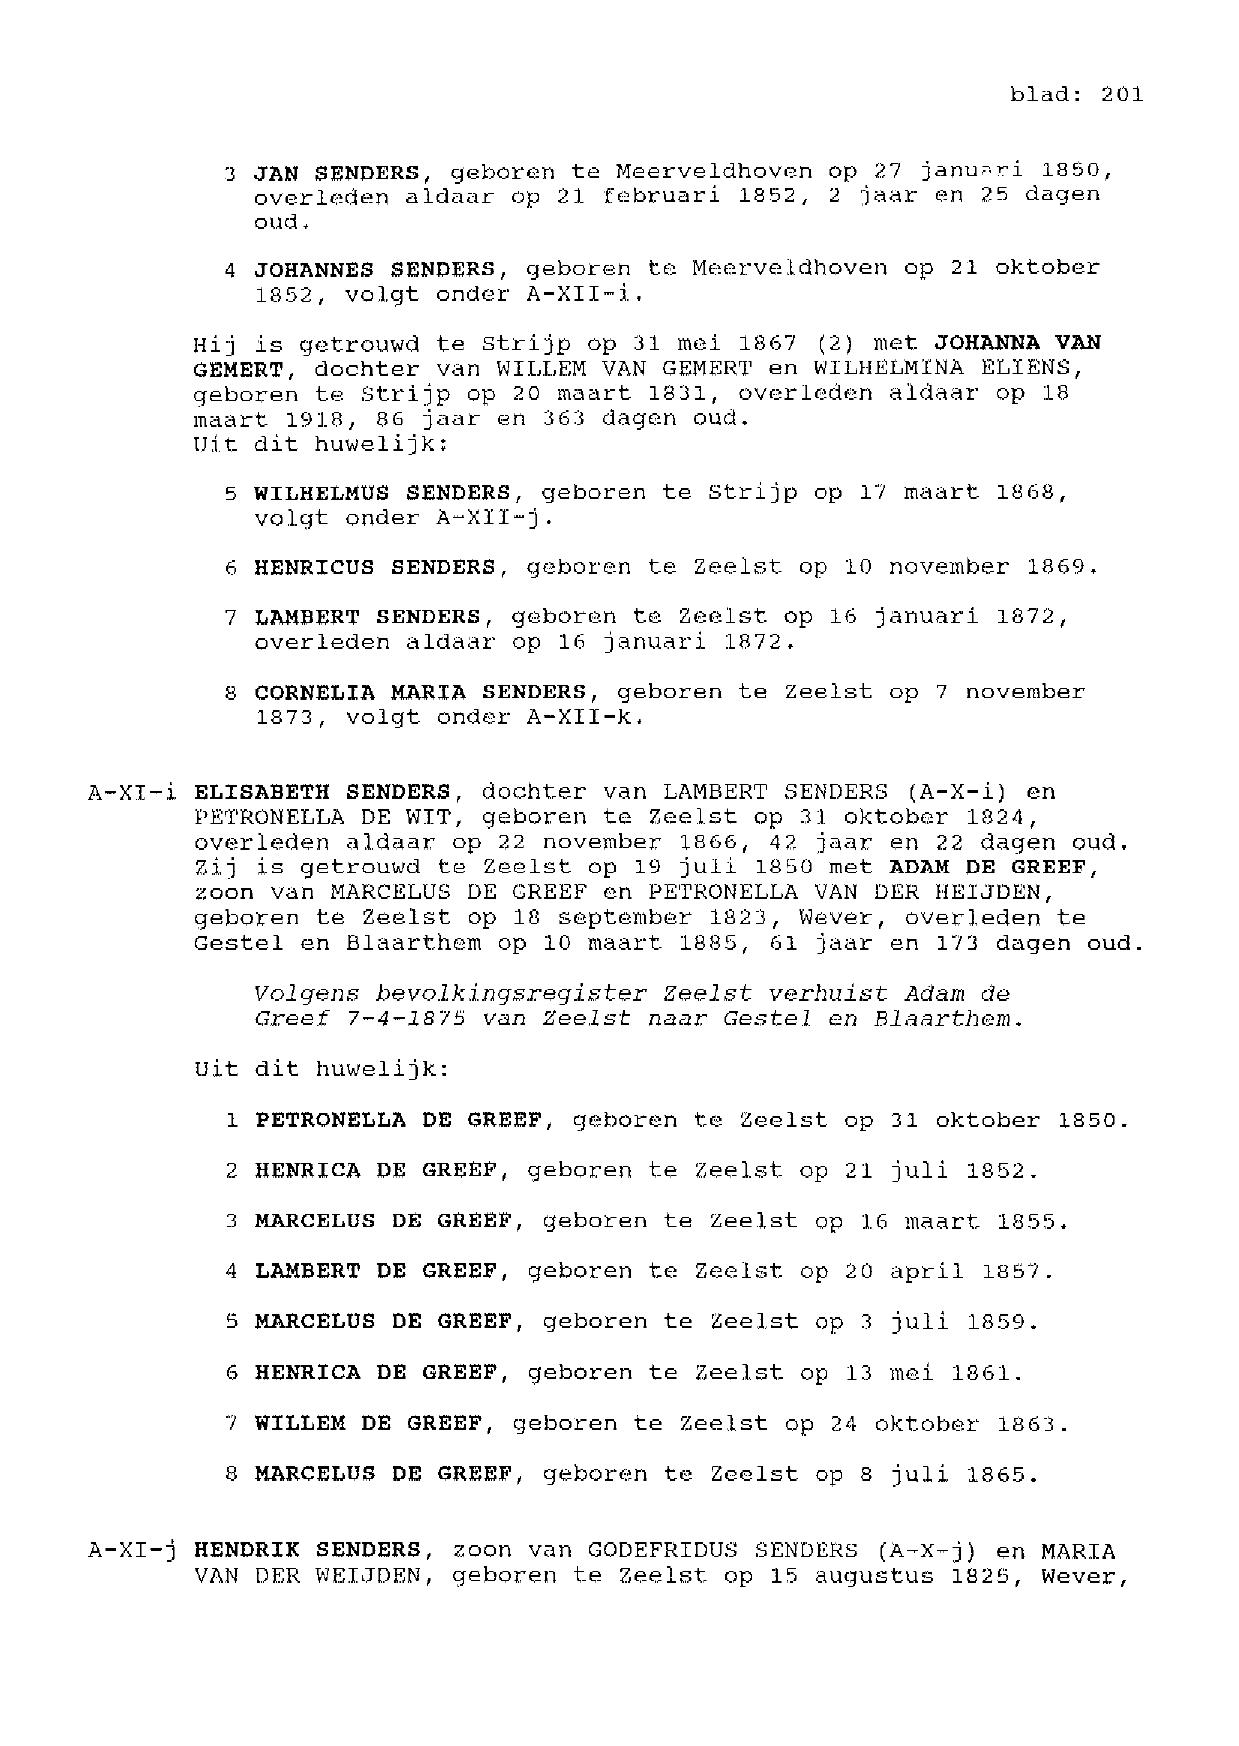 blad: 201
3 JAN SENDERS, geboren te Meerveldhoven op 27 januari 1850,
overleden aldaar op 21 februari 1852, 2 jaar en 25 dagen
oud.
4 JOHANNES SENDERS, geboren te Meerveldhoven op 21 oktober
1852, volgt onder A-XII-i.
Hij is getrouwd te Strijp op 31 mei 1867 (2) met JOHANNA VAN
GEMERT, dochter van WILLEM VAN GEMERT en WILHELMINA ELIENS,
geboren te Strijp op 20 maart 1831, overleden aldaar op 18
maart 1918, 86 jaar en 363 dagen oud.
Uit dit huwelijk:
5 WILHELMUS SENDERS, geboren te Strijp op 17 maart 1868,
volgt onder A-XII-j.
6 HENRICUS SENDERS, geboren te Zeelst op 10 november 1869.
7 LAMBERT SENDERS, geboren te Zeelst op 16 januari 1872,
overleden aldaar op 16 januari 1872.
8 CORNELIA MARIA SENDERS, geboren te Zeelst op 7 november
1873, volgt onder A-XII-k.
A-XI-i ELISABETH SENDERS, dochter van LAMBERT SENDERS (A-X-i) en
PETRONELLA DE WIT, geboren te Zeelst op 31 oktober 1824,
overleden aldaar op 22 november 1866, 42 jaar en 22 dagen oud.
Zij is getrouwd te Zeelst op 19 juli 1850 met ADAM DE GREEF,
zoon van MARCELUS DE GREEF en PETRONELLA VAN DER HEIJDEN,
geboren te Zeelst op 18 september 1823, Wever, overleden te
Gestel en Blaarthem op 10 maart 1885, 61 jaar en 173 dagen oud.
Volgens bevolkingsregister Zeelst verhuist Adam de
Greef 7-4-1875 van Zeelst naar Gestel en Blaarthem.
Uit dit huwelijk:
1 PETRONELLA DE GREEF, geboren te Zeelst op 31 oktober 1850.
2 HENRICA DE GREEF, geboren te Zeelst op 21 juli 1852.
3 MARCELUS DE GREEF, geboren te Zeelst op 16 maart 1855.
4 LAMBERT DE GREEF, geboren te Zeelst op 20 april 1857.
5 MARCELUS DE GREEF, geboren te Zeelst op 3 juli 1859.
6 HENRICA DE GREEF, geboren te Zeelst op 13 mei 1861.
7 WILLEM DE GREEF, geboren te Zeelst op 24 oktober 1863.
8 MARCELUS DE GREEF, geboren te Zeelst op 8 juli 1865.
A-XI-j HENDRIK SENDERS, zoon van GODEFRIDUS SENDERS (A-X-j) en MARIA
VAN DER WEIJDEN, geboren te Zeelst op 15 augustus 1825, Wever,